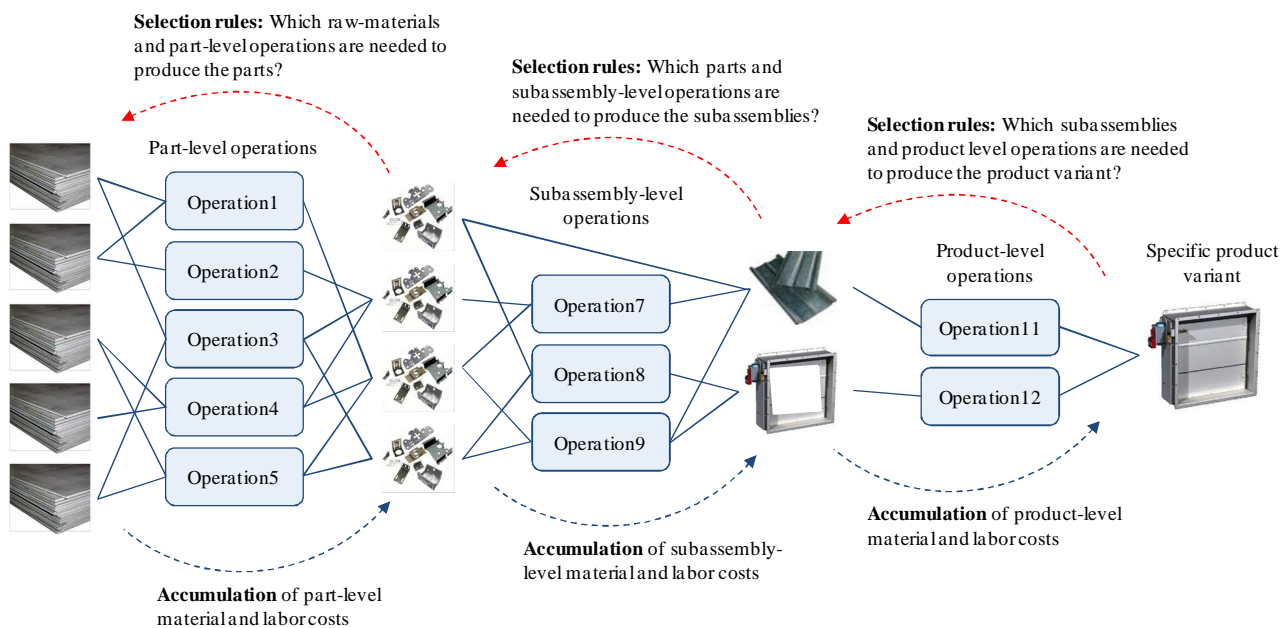 Selection rules: Which raw-materials
and part-level operations are needed to
produce the parts?
Selection rules: Which parts and
subassembly-level operations are
needed to produce the subassemblies?
Selection rules: Which subassemblies
and product level operations are needed
to produce the product variant?
Part-level operations
Operation1
Operation2
Operation3
Operation4
Operation5
Subassembly-level
operations
Operation7
Operation8
Operation9
Product-level
operations
Operation11
Operation12
Specific product
variant
Accumulation of part-level
material and labor costs
Accumulation of subassembly-
level material and labor costs
Accumulation of product-level
material and labor costs